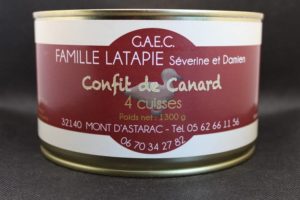 G.A.E.C.
FAMILLE LATAPIE Séverine et Damien
Confit de Canard
4 cuisses
Poids net : 1300 g
32140 MONT D'ASTARAC - Tél. 05 62 66 11 56
06 70 34 27 82